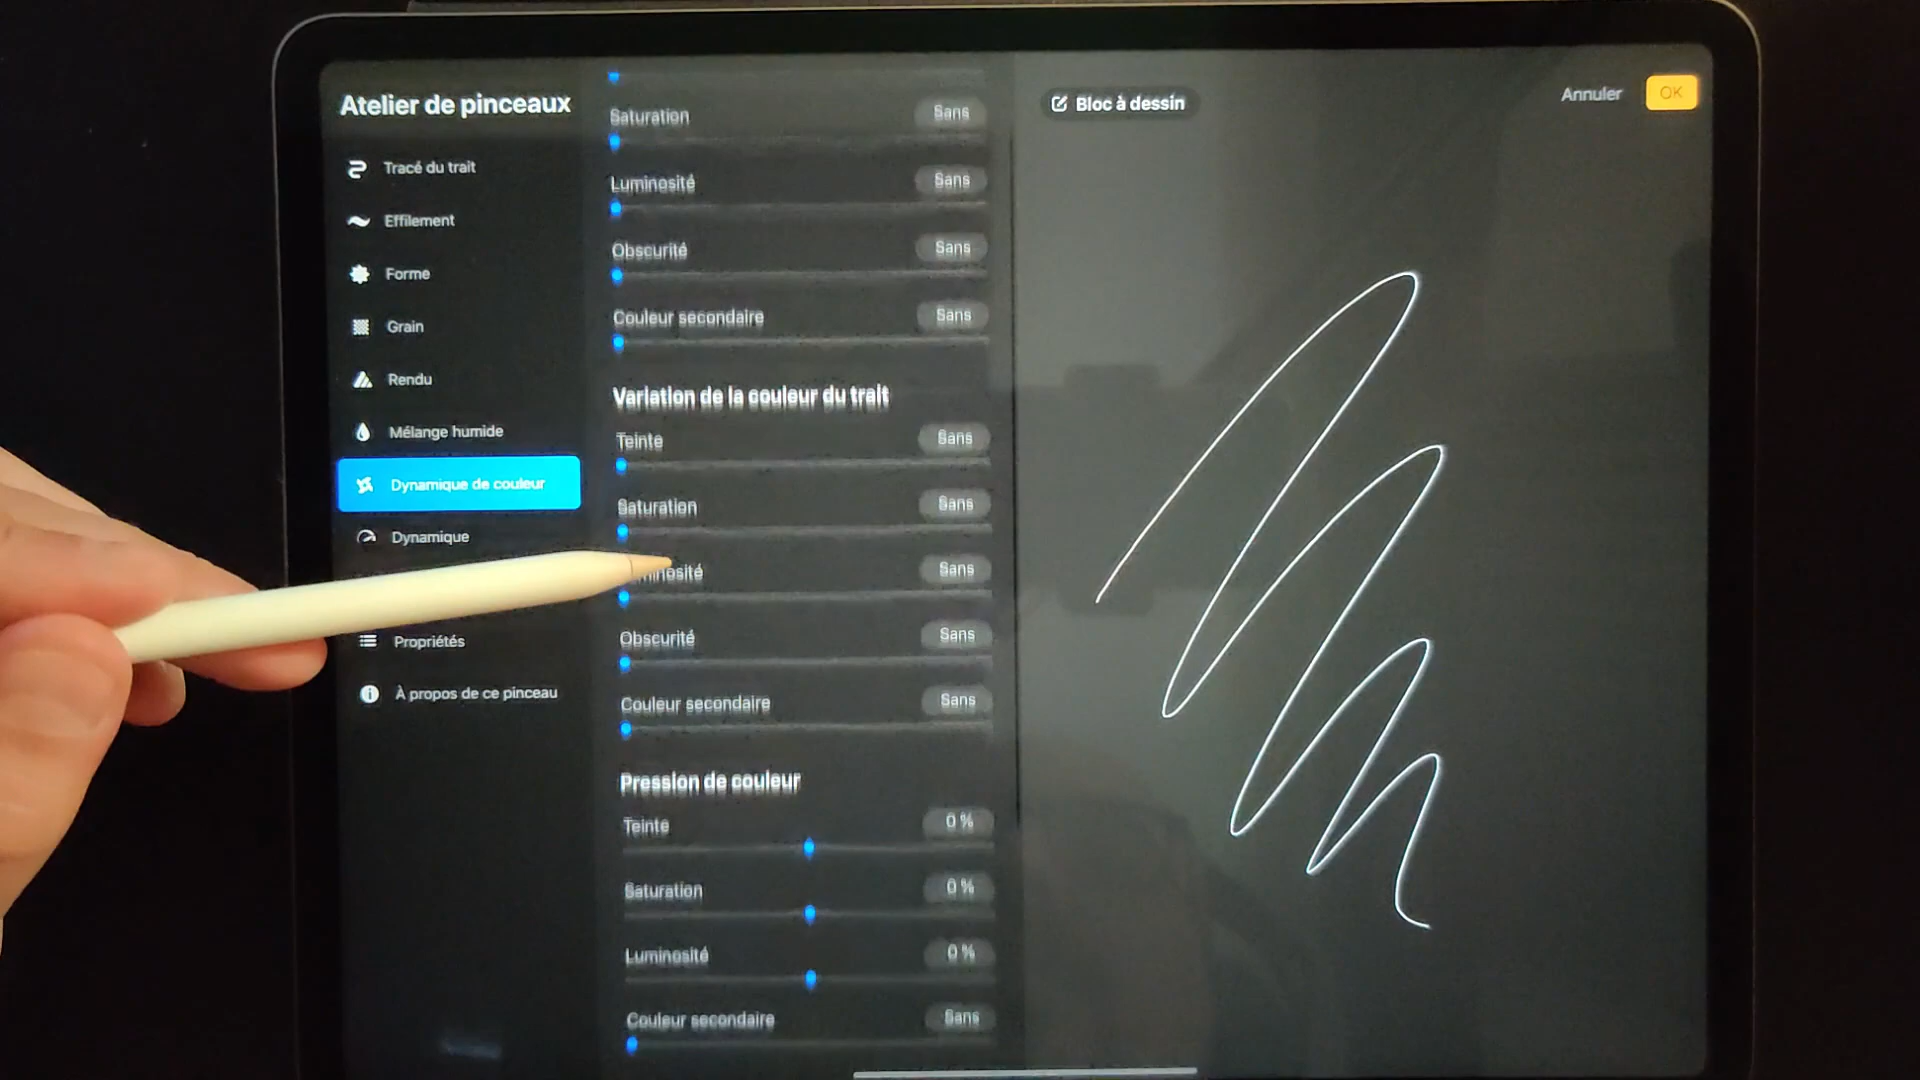 Atelier de pinceaux
Tracé du trait
Effilement
Forme
Grain
Rendu
Mélange humide
Dynamique de couleur
Dynamique
Propriétés
À propos de ce pinceau
Saturation Sans
Luminosité Sans
Obscurité Sans
Couleur secondaire Sans
Variation de la couleur du trait
Teinte Sans
Saturation Sans
minosité Sans
Obscurité Sans
Couleur secondaire Sans
Pression de couleur
Teinte 0 %
Saturation 0 %
Luminosité 0 %
Couleur secondaire Sans
Bloc à dessin
Annuler
OK